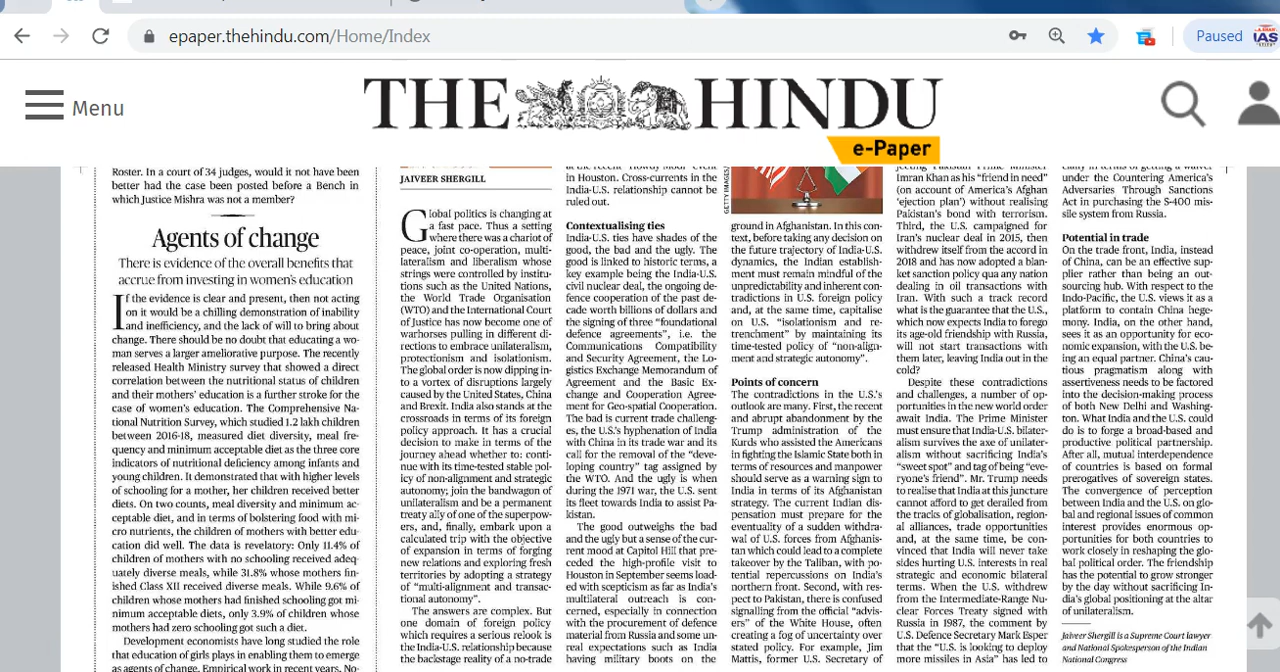 epaper.thehindu.com/Home/Index
Paused
IAS
Menu
THE HINDU
e-Paper
Roster. In a court of 34 judges, would it not have been
better had the case been posted before a Bench in
which Justice Mishra was not a member?
Agents of change
There is evidence of the overall benefits that
accrue from investing in women's education
If the evidence is clear and present, then not acting
on it would be a chilling demonstration of inability
and inefficiency, and the lack of will to bring about
change. There should be no doubt that educating a wo-
man serves a larger ameliorative purpose. The recently
released Health Ministry survey that showed a direct
correlation between the nutritional status of children
and their mothers' education is a further stroke for the
case of women's education. The Comprehensive Na-
tional Nutrition Survey, which studied 1.2 lakh children
between 2016-18, measured diet diversity, meal fre-
quency and minimum acceptable diet as the three core
indicators of nutritional deficiency among infants and
young children. It demonstrated that with higher levels
of schooling for a mother, her children received better
diets. On two counts, meal diversity and minimum ac-
ceptable diet, and in terms of bolstering food with mi-
cro nutrients, the children of mothers with better edu-
cation did well. The data is revelatory: Only 11.4% of
children of mothers with no schooling received adeq-
uately diverse meals, while 31.8% whose mothers fin-
ished Class XII received diverse meals. While 9.6% of
children whose mothers had finished schooling got mi-
nimum acceptable diets, only 3.9% of children whose
mothers had zero schooling got such a diet.
Development economists have long studied the role
that education of girls plays in enabling them to emerge
as agents of change. Empirical work in recent years, No-
JAIVEER SHERGILL
Global politics is changing at
a fast pace. Thus a setting
where there was a chariot of
peace, joint co-operation, multi-
lateralism and liberalism whose
strings were controlled by institu-
tions such as the United Nations,
the World Trade Organisation
(WTO) and the International Court
of Justice has now become one of
warhorses pulling in different di-
rections to embrace unilateralism,
protectionism and isolationism.
The global order is now dipping in-
to a vortex of disruptions largely
caused by the United States, China
and Brexit. India also stands at the
crossroads in terms of its foreign
policy approach. It has a crucial
decision to make in terms of the
journey ahead whether to: conti-
nue with its time-tested stable pol-
icy of non-alignment and strategic
autonomy; join the bandwagon of
unilateralism and be a permanent
treaty ally of one of the superpow-
ers, and, finally, embark upon a
calculated trip with the objective
of expansion in terms of forging
new relations and exploring fresh
territories by adopting a strategy
of "multi-alignment and transac-
tional autonomy".
The answers are complex. But
one domain of foreign policy
which requires a serious relook is
the India-U.S. relationship because
the backstage reality of a no-trade
in Houston. Cross-currents in the
India-U.S. relationship cannot be
ruled out.
Contextualising ties
India-U.S. ties have shades of the
good, the bad and the ugly. The
good is linked to historic terms, a
key example being the India-U.S.
civil nuclear deal, the ongoing de-
fence cooperation of the past de-
cade worth billions of dollars and
the signing of three "foundational
defence agreements", i.e. the
Communications Compatibility
and Security Agreement, the Lo-
gistics Exchange Memorandum of
Agreement and the Basic Ex-
change and Cooperation Agree-
ment for Geo-spatial Cooperation.
The bad is current trade challeng-
es, the U.S.'s hyphenation of India
with China in its trade war and its
call for the removal of the "deve-
loping country" tag assigned by
the WTO. And the ugly is when
during the 1971 war, the U.S. sent
its fleet towards India to assist Pa-
kistan.
The good outweighs the bad
and the ugly but a sense of the cur-
rent mood at Capitol Hill that pre-
ceded the high-profile visit to
Houston in September seems load-
ed with scepticism as far as India's
multilateral outreach is con-
cerned, especially in connection
with the procurement of defence
material from Russia and some un-
real expectations such as India
having military boots on the
GETTY IMAGES
ground in Afghanistan. In this con-
text, before taking any decision on
the future trajectory of India-U.S.
dynamics, the Indian establish-
ment must remain mindful of the
unpredictability and inherent con-
tradictions in U.S. foreign policy
and, at the same time, capitalise
on U.S. "isolationism and re-
trenchment" by maintaining its
time-tested policy of "non-align-
ment and strategic autonomy".
Points of concern
The contradictions in the U.S.'s
outlook are many. First, the recent
and abrupt abandonment by the
Trump administration of the
Kurds who assisted the Americans
in fighting the Islamic State both in
terms of resources and manpower
should serve as a warning sign to
India in terms of its Afghanistan
strategy. The current Indian dis-
pensation must prepare for the
eventuality of a sudden withdra-
wal of U.S. forces from Afghanis-
tan which could lead to a complete
takeover by the Taliban, with po-
tential repercussions on India's
northern front. Second, with res-
pect to Pakistan, there is confused
signalling from the official "advis-
ers" of the White House, often
creating a fog of uncertainty over
stated policy. For example, Jim
Mattis, former U.S. Secretary of
Imran Khan as his "friend in need"
(on account of America's Afghan
'ejection plan') without realising
Pakistan's bond with terrorism.
Third, the U.S. campaigned for
Iran's nuclear deal in 2015, then
withdrew itself from the accord in
2018 and has now adopted a blan-
ket sanction policy qua any nation
dealing in oil transactions with
Iran. With such a track record
what is the guarantee that the U.S.,
which now expects India to forego
its age-old friendship with Russia,
will not start transactions with
them later, leaving India out in the
cold?
Despite these contradictions
and challenges, a number of op-
portunities in the new world order
await India. The Prime Minister
must ensure that India-U.S. bilater-
alism survives the axe of unilater-
alism without sacrificing India's
"sweet spot" and tag of being "eve-
ryone's friend". Mr. Trump needs
to realise that India at this juncture
cannot afford to get derailed from
the tracks of globalisation, region-
al alliances, trade opportunities
and, at the same time, be con-
vinced that India will never take
sides hurting U.S. interests in real
strategic and economic bilateral
terms. When the U.S. withdrew
from the Intermediate-Range Nu-
clear Forces Treaty signed with
Russia in 1987, the comment by
U.S. Defence Secretary Mark Esper
that the "U.S. is looking to deploy
more missiles in Asia" has led to
under the Countering America's
Adversaries Through Sanctions
Act in purchasing the S-400 mis-
sile system from Russia.
Potential in trade
On the trade front, India, instead
of China, can be an effective sup-
plier rather than being an out-
sourcing hub. With respect to the
Indo-Pacific, the U.S. views it as a
platform to contain China hege-
mony. India, on the other hand,
sees it as an opportunity for eco-
nomic expansion, with the U.S. be-
ing an equal partner. China's cau-
tious pragmatism along with
assertiveness needs to be factored
into the decision-making process
of both New Delhi and Washing-
ton. What India and the U.S. could
do is to forge a broad-based and
productive political partnership.
After all, mutual interdependence
of countries is based on formal
prerogatives of sovereign states.
The convergence of perception
between India and the U.S. on glo-
bal and regional issues of common
interest provides enormous op-
portunities for both countries to
work closely in reshaping the glo-
bal political order. The friendship
has the potential to grow stronger
by the day without sacrificing In-
dia's global positioning at the altar
of unilateralism.
Jaiveer Shergill is a Supreme Court lawyer
and National Spokesperson of the Indian
National Congress